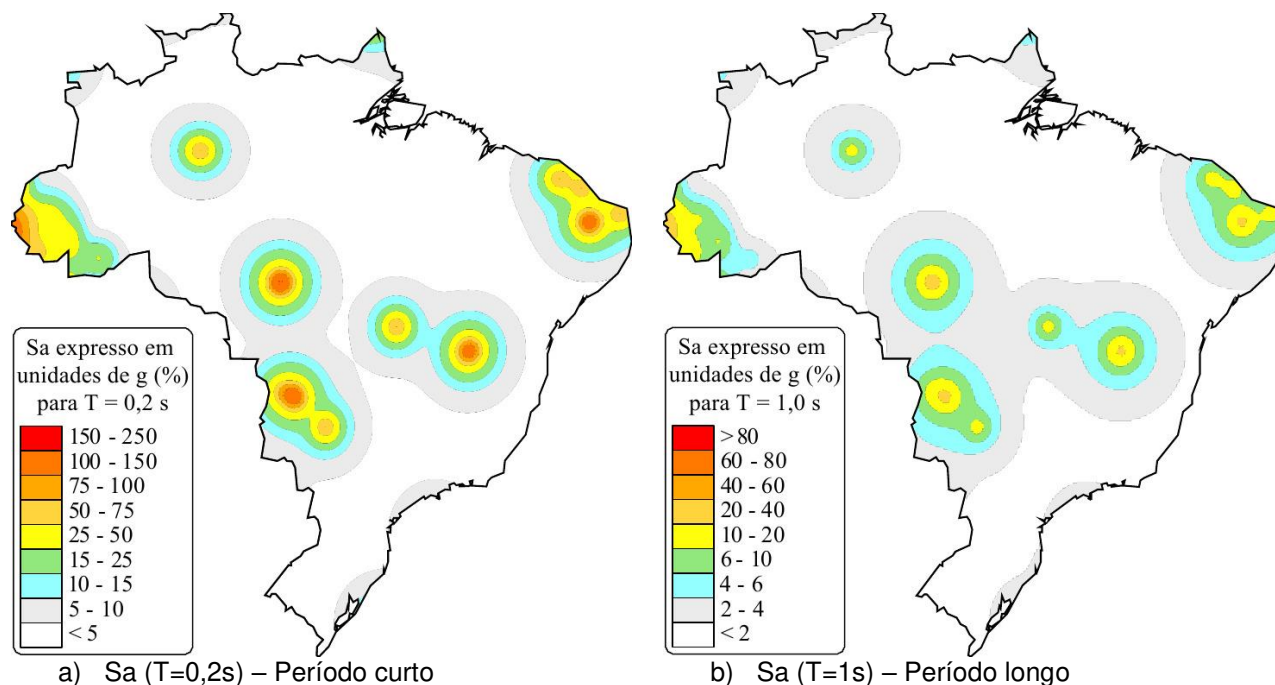 Sa expresso em
unidades de g (%)
para T = 0,2 s
150 - 250
100 - 150
75 - 100
50 - 75
25 - 50
15 - 25
10 - 15
5 - 10
< 5
a) Sa (T=0,2s) – Período curto
Sa expresso em
unidades de g (%)
para T = 1,0 s
>80
60 - 80
40 - 60
20 - 40
10 - 20
6 - 10
4 - 6
2 - 4
< 2
b) Sa (T=1s) – Período longo